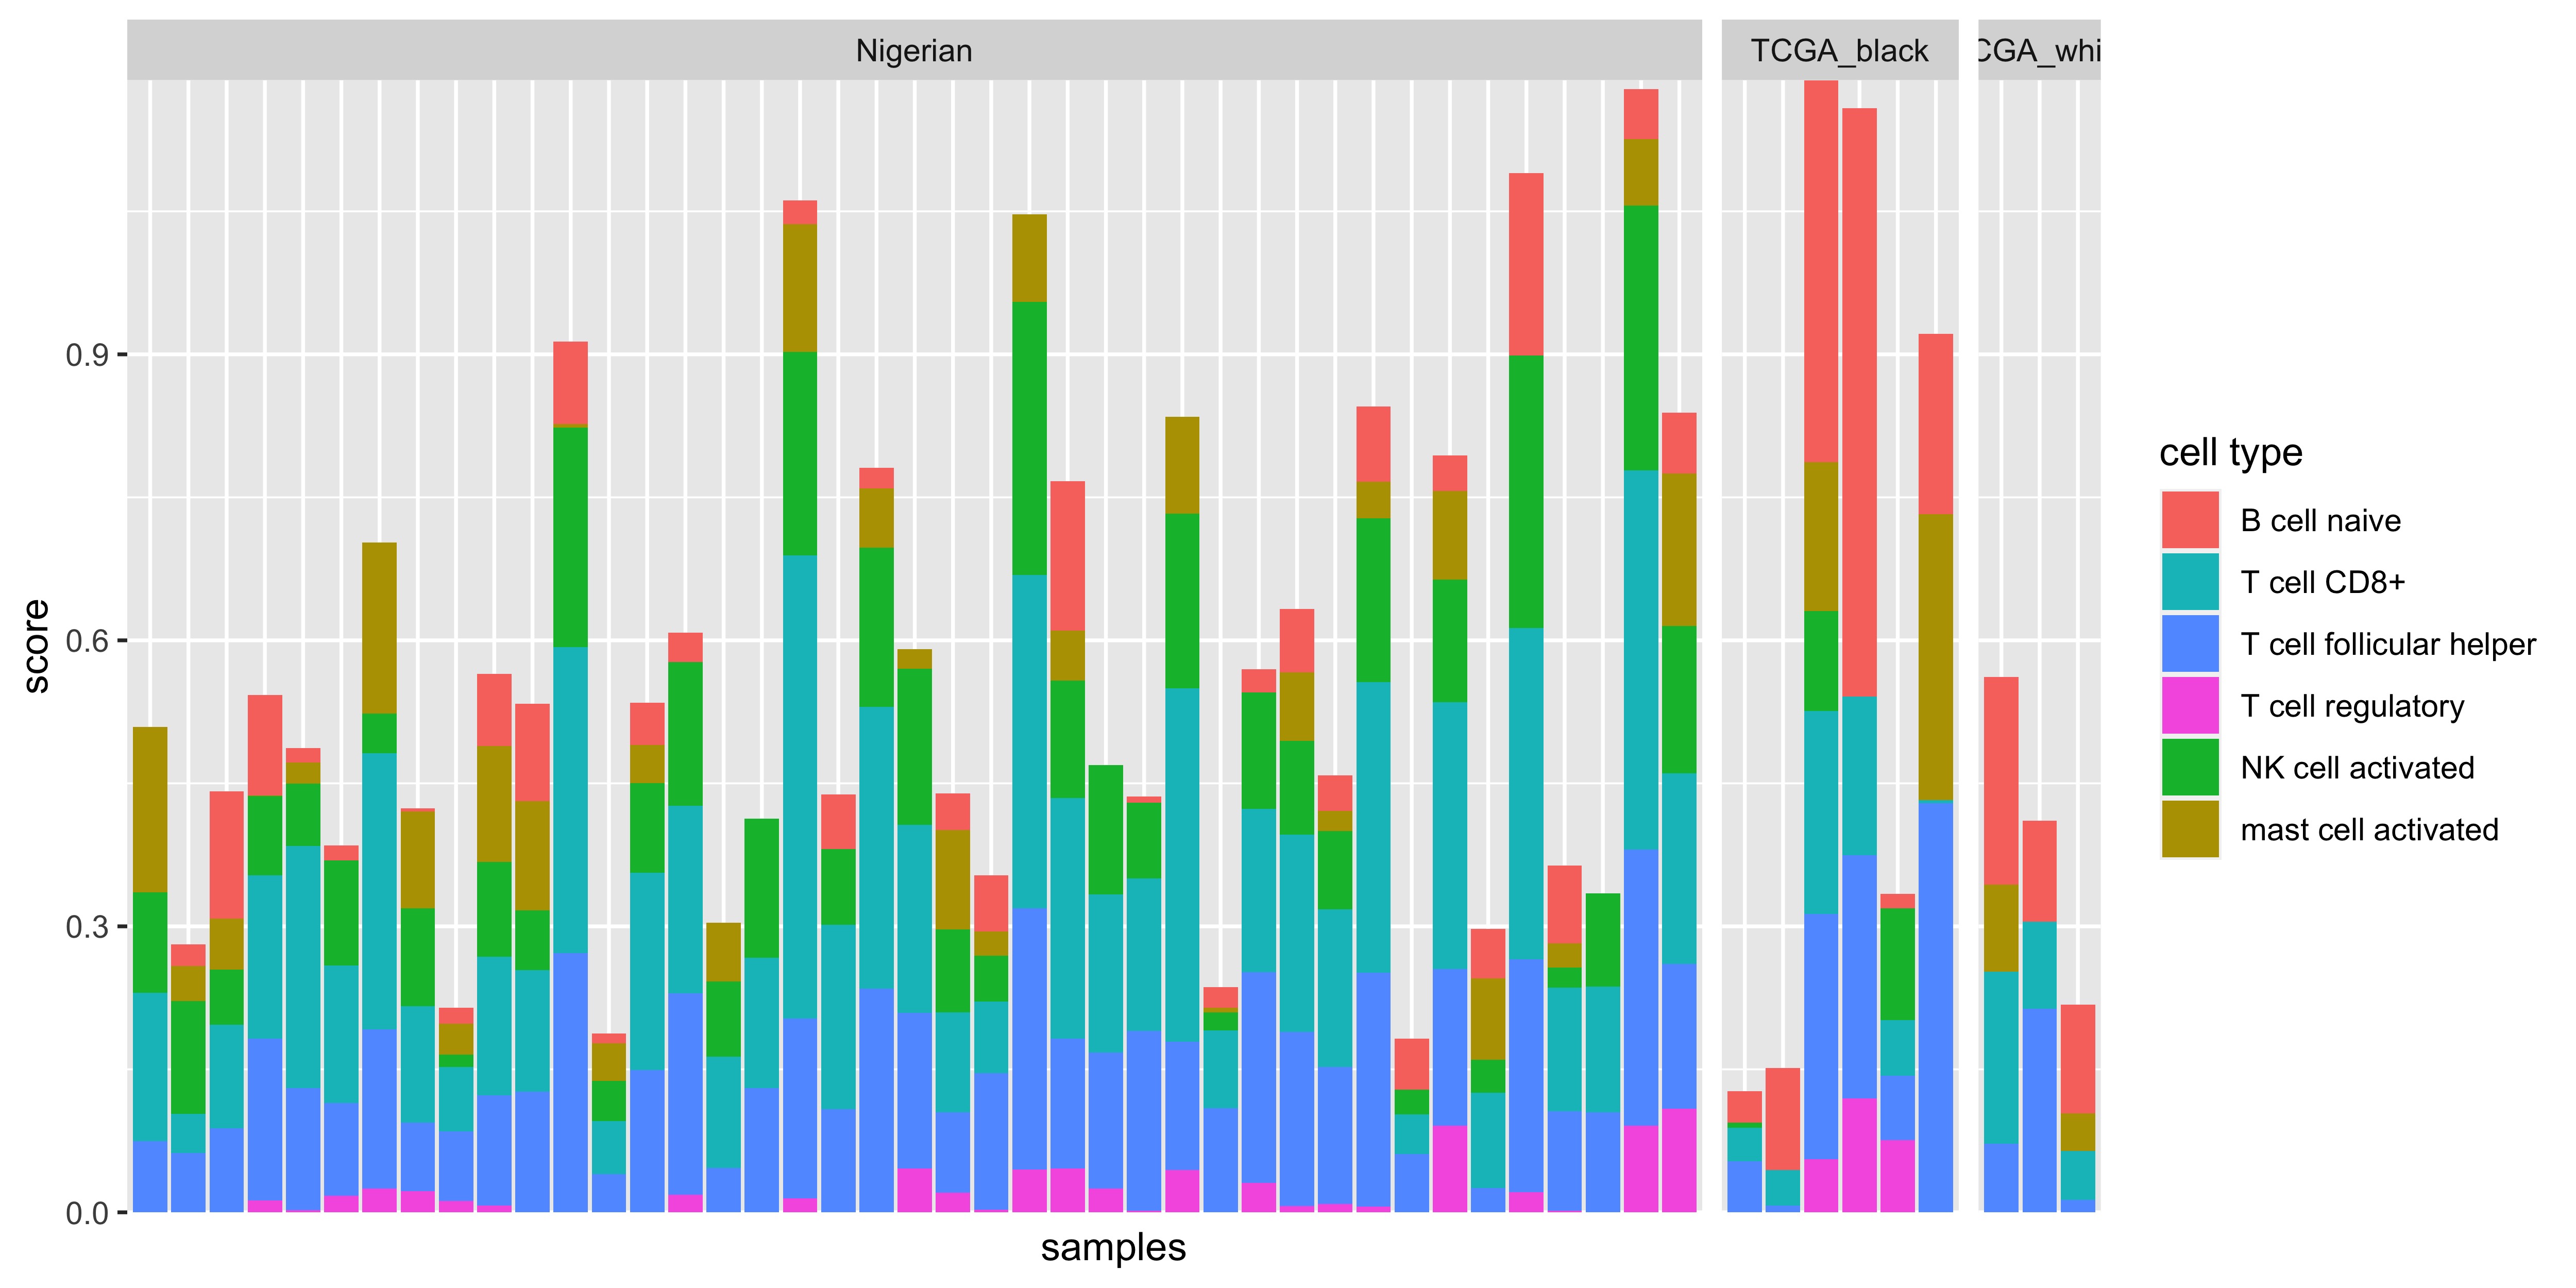 Nigerian
TCGA_black
CGA_whi
score
0.9
0.6
0.3
0.0
samples
cell type
B cell naive
T cell CD8+
T cell follicular helper
T cell regulatory
NK cell activated
mast cell activated